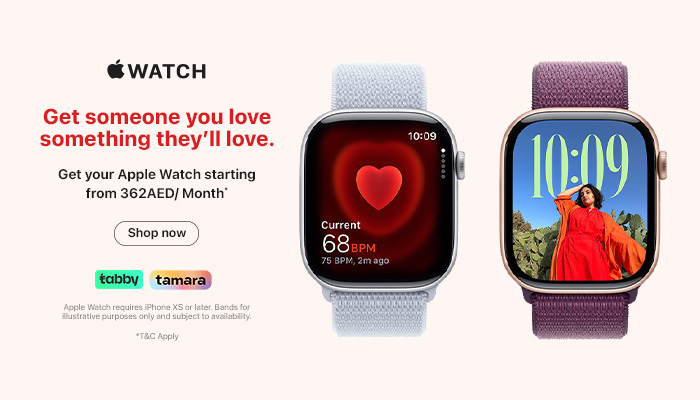 WATCH
Get someone you love
something they'll love.
Get your Apple Watch starting
from 362AED/ Month*
Shop now
tabby tamara
Apple Watch requires iPhone XS or later. Bands for
illustrative purposes only and subject to availability.
*T&C Apply
10:09
Current
68 BPM
75 BPM, 2m ago
10:09